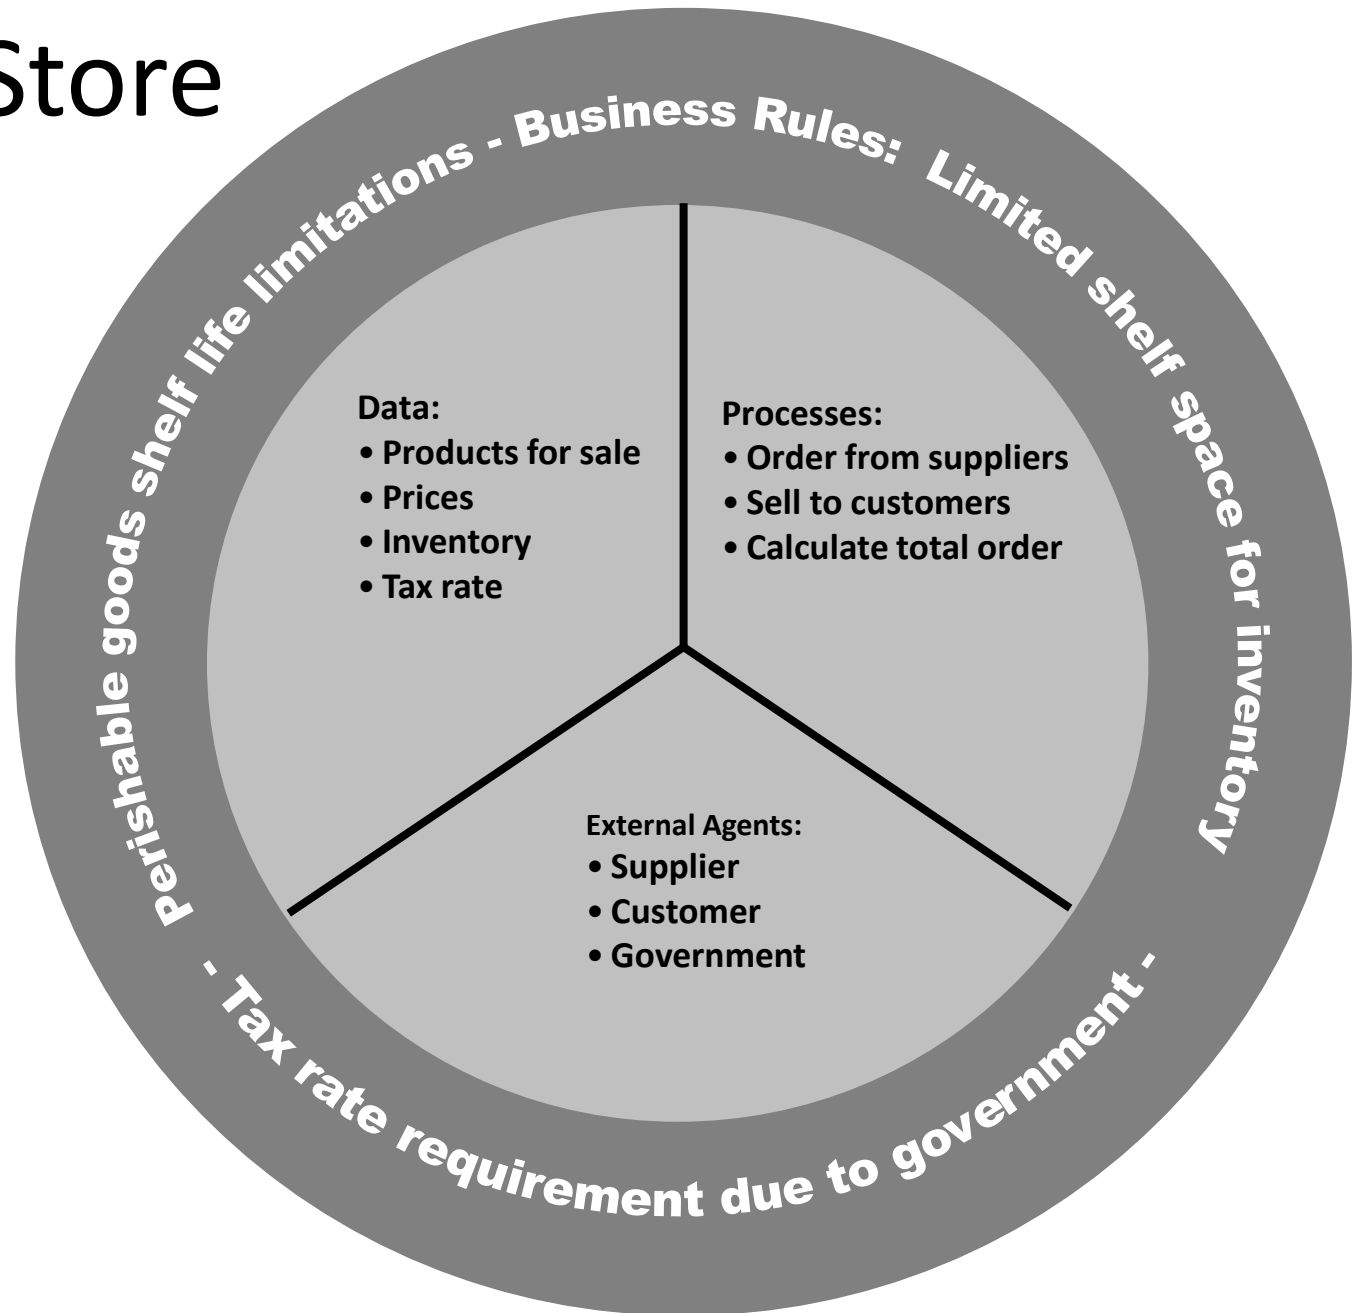 Store
Perishable goods shelf life limitations - Business Rules:  Limited shelf space for inventory
Data:
• Products for sale
• Prices
• Inventory
• Tax rate
Processes:
• Order from suppliers
• Sell to customers
• Calculate total order
External Agents:
• Supplier
• Customer
• Government
- Tax rate requirement due to government -